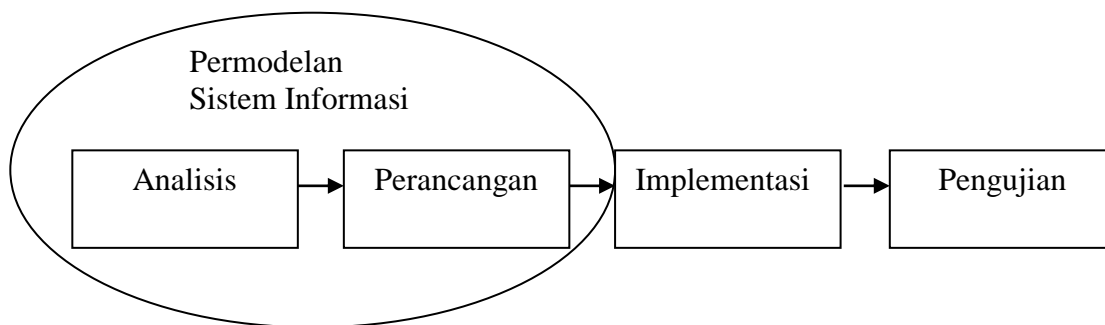 Permodelan
Sistem Informasi
Analisis
Perancangan
Implementasi
Pengujian